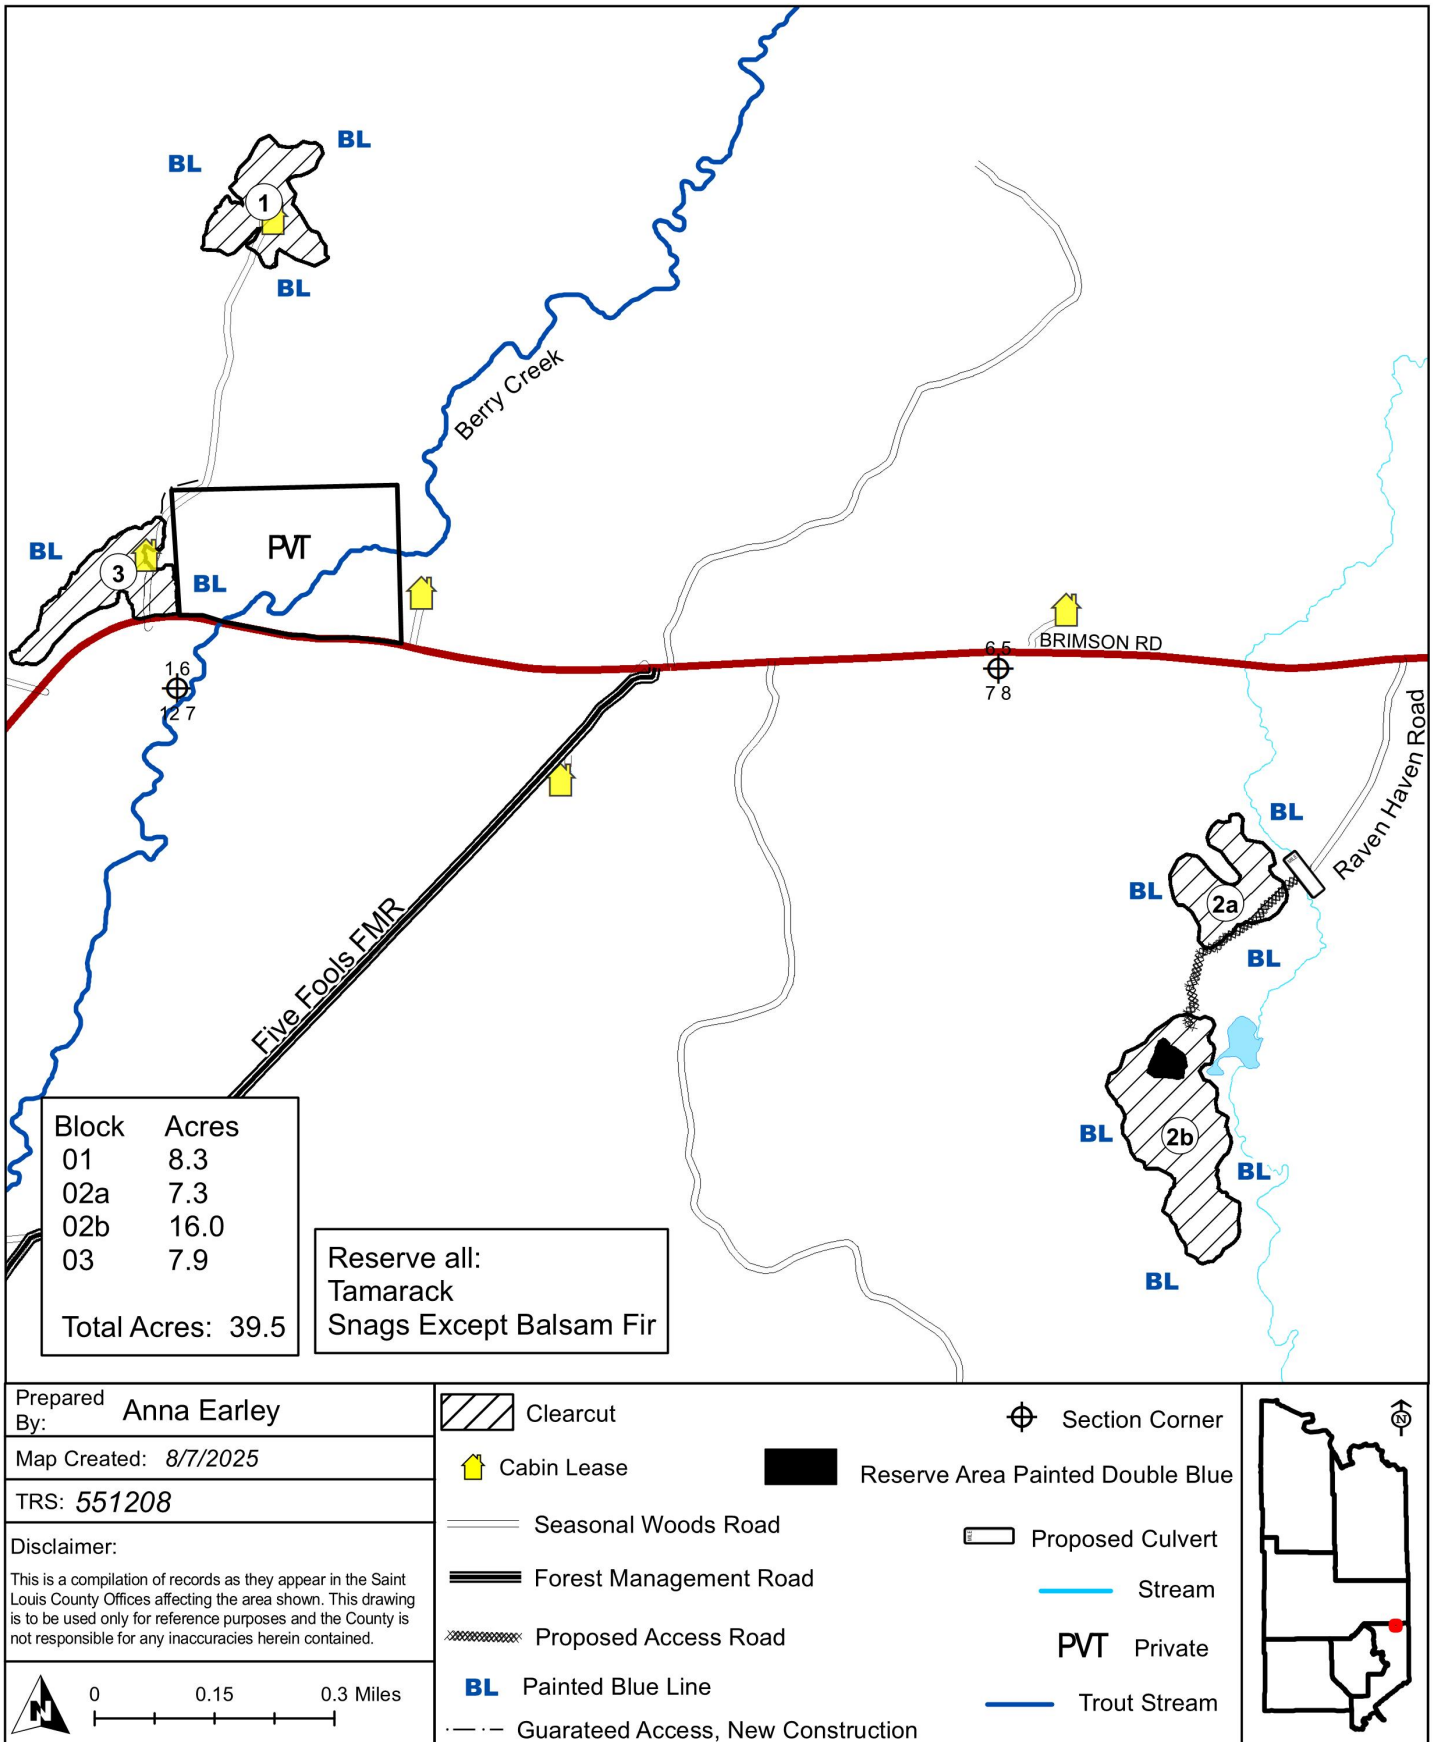 BL
BL
1
BL
Berry Creek
PVT
BL
3
BL
1 6
12 7
6 5
BRIMSON RD
7 8
Raven Haven Road
BL
BL
2a
BL
Five Fools FMR
2b
BL
BL
BL
Block Acres
01 8.3
02a 7.3
02b 16.0
03 7.9
Total Acres: 39.5
Reserve all:
Tamarack
Snags Except Balsam Fir
Prepared
By: Anna Earley
Map Created: 8/7/2025
TRS: 551208
Disclaimer:
This is a compilation of records as they appear in the Saint
Louis County Offices affecting the area shown. This drawing
is to be used only for reference purposes and the County is
not responsible for any inaccuracies herein contained.
N
0 0.15 0.3 Miles
Clearcut
Cabin Lease
Seasonal Woods Road
Forest Management Road
Proposed Access Road
BL Painted Blue Line
Guarateed Access, New Construction
Section Corner
Reserve Area Painted Double Blue
Proposed Culvert
Stream
PVT Private
Trout Stream
N